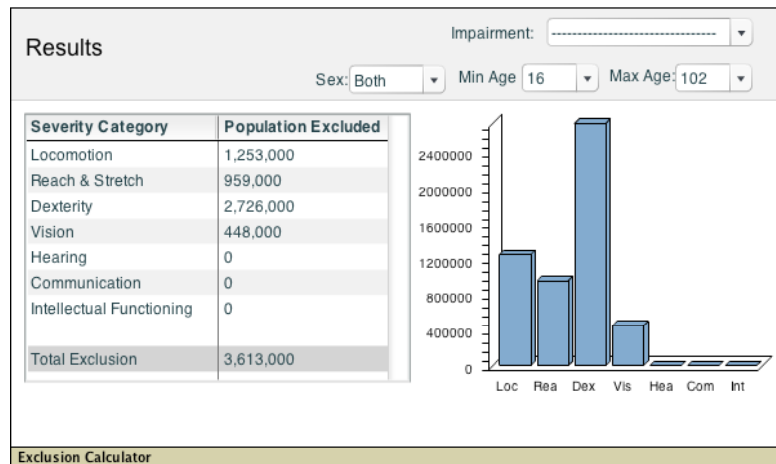 Results
Impairment: --------------------------------
Sex: Both Min Age 16 Max Age: 102
Severity Category Population Excluded
Locomotion 1,253,000
Reach & Stretch 959,000
Dexterity 2,726,000
Vision 448,000
Hearing 0
Communication 0
Intellectual Functioning 0
Total Exclusion 3,613,000
2400000
2000000
1600000
1200000
800000
400000
0
Loc Rea Dex Vis Hea Com Int
Exclusion Calculator